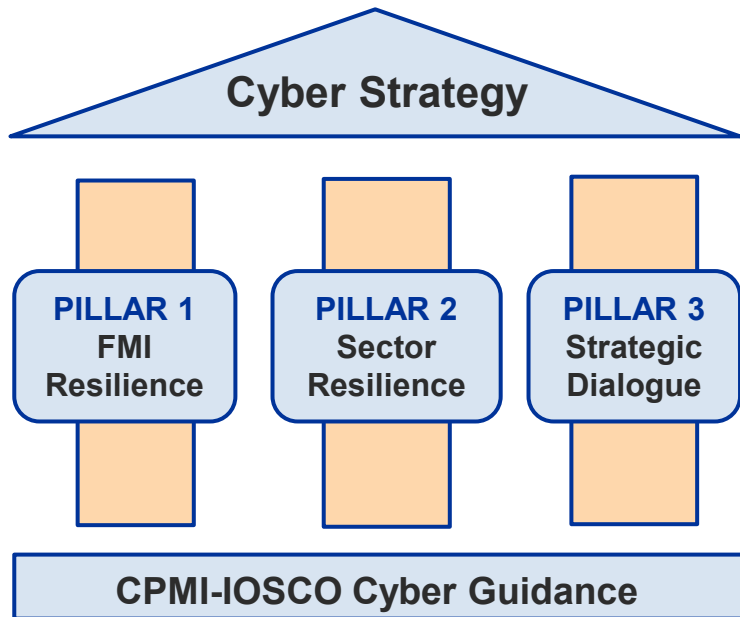 Cyber Strategy
PILLAR 1
FMI
Resilience
PILLAR 2
Sector
Resilience
PILLAR 3
Strategic
Dialogue
CPMI-IOSCO Cyber Guidance